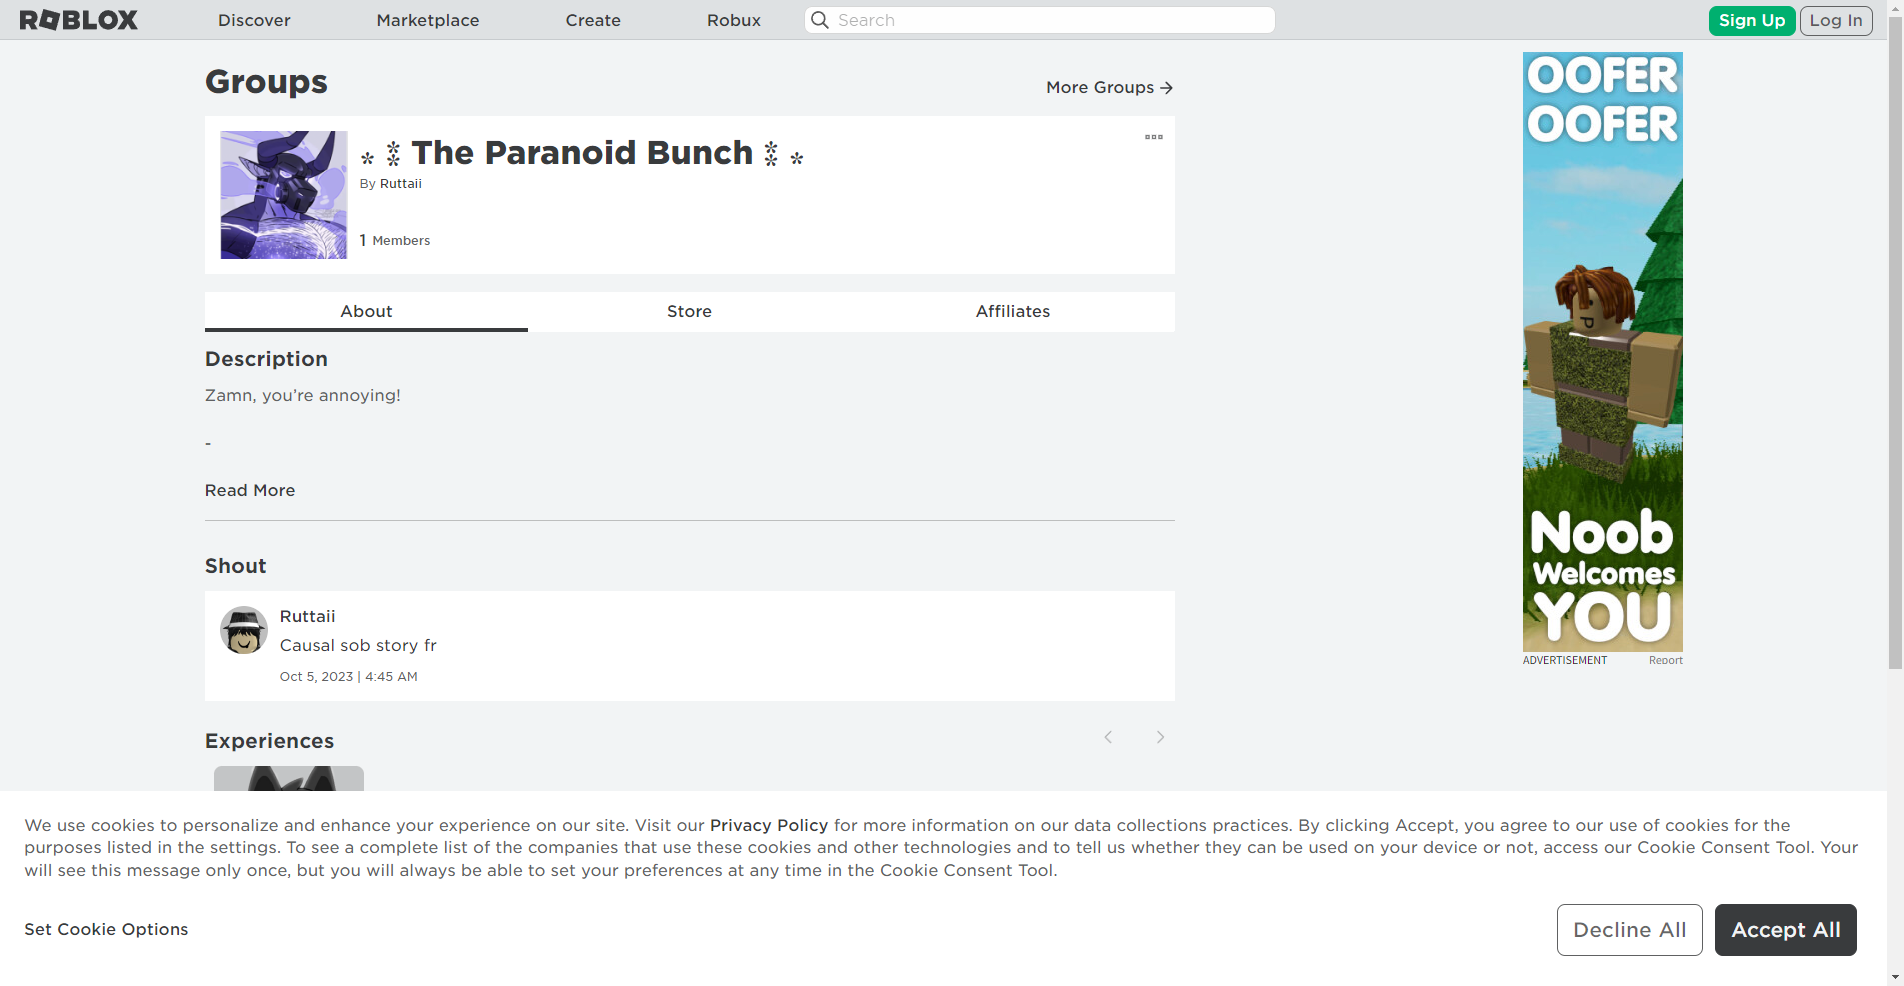 ROBLOX Discover Marketplace Create Robux Search Sign Up Log In
Groups
More Groups →
* ⁑ The Paranoid Bunch ⁑ *
By Ruttaii
1 Members
About Store Affiliates
Description
Zamn, you’re annoying!
-
Read More
Shout
Ruttaii
Causal sob story fr
Oct 5, 2023 | 4:45 AM
Experiences
OOFER
OOFER
Noob
Welcomes
YOU
ADVERTISEMENT Report
We use cookies to personalize and enhance your experience on our site. Visit our Privacy Policy for more information on our data collections practices. By clicking Accept, you agree to our use of cookies for the
purposes listed in the settings. To see a complete list of the companies that use these cookies and other technologies and to tell us whether they can be used on your device or not, access our Cookie Consent Tool. Your
will see this message only once, but you will always be able to set your preferences at any time in the Cookie Consent Tool.
Set Cookie Options
Decline All
Accept All